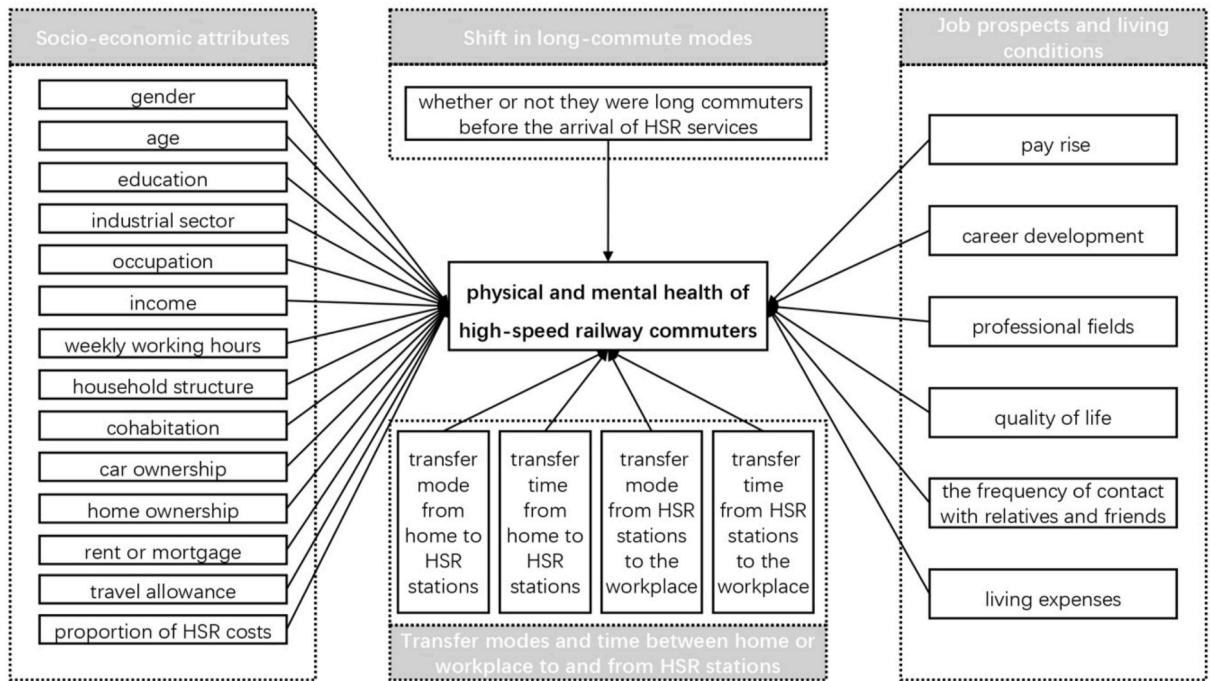 Socio-economic attributes
gender
age
education
industrial sector
occupation
income
weekly working hours
household structure
cohabitation
car ownership
home ownership
rent or mortgage
travel allowance
proportion of HSR costs
Shift in long-commute modes
whether or not they were long commuters
before the arrival of HSR services
physical and mental health of
high-speed railway commuters
transfer
mode
from
home to
HSR
stations
transfer
time
from
home to
HSR
stations
transfer
mode
from HSR
stations
to the
workplace
transfer
time
from HSR
stations
to the
workplace
Transfer modes and time between home or
workplace to and from HSR stations
Job prospects and living
conditions
pay rise
career development
professional fields
quality of life
the frequency of contact
with relatives and friends
living expenses